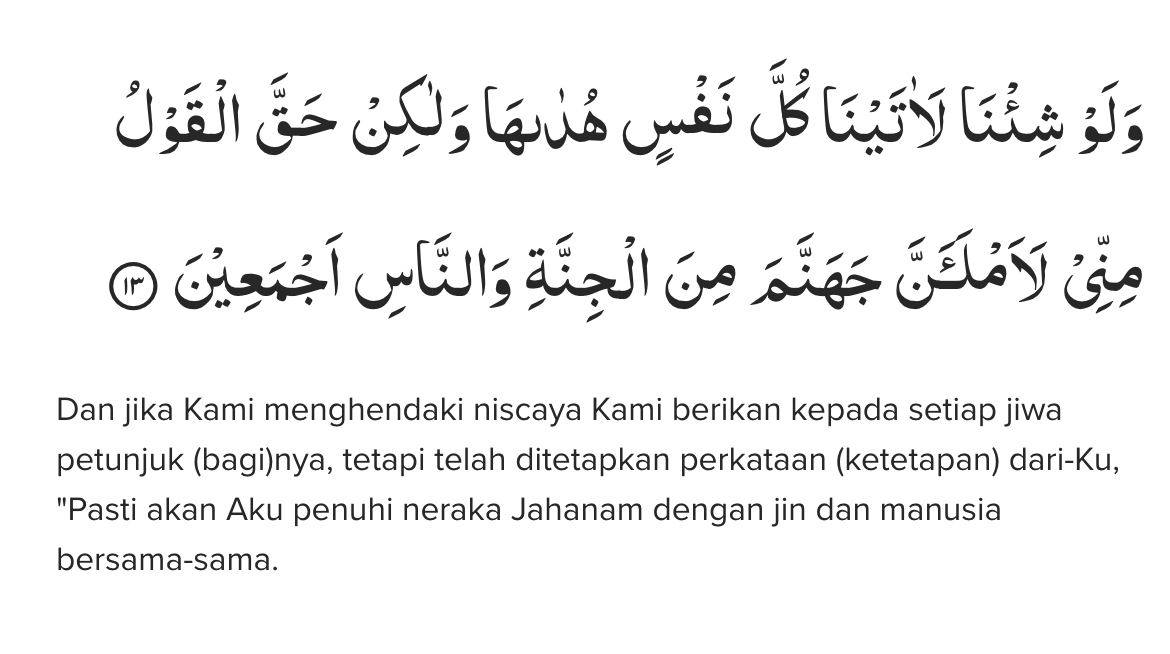 وَلَوْ شِئْنَا لَاٰتَيْنَا كُلَّ نَفْسٍ هُدٰىهَا وَلٰكِنْ حَقَّ الْقَوْلُ
مِنِّيْ لَاَمْلَـَٔنَّ جَهَنَّمَ مِنَ الْجِنَّةِ وَالنَّاسِ اَجْمَعِيْنَ ١٣
Dan jika Kami menghendaki niscaya Kami berikan kepada setiap jiwa
petunjuk (bagi)nya, tetapi telah ditetapkan perkataan (ketetapan) dari-Ku,
"Pasti akan Aku penuhi neraka Jahanam dengan jin dan manusia
bersama-sama.